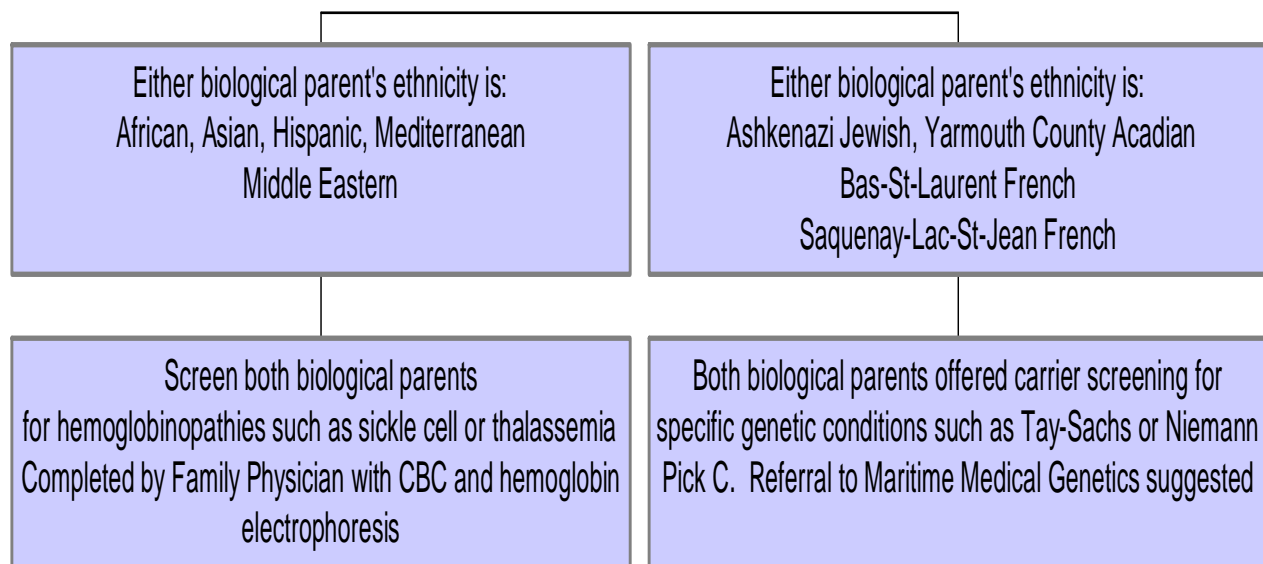 Either biological parent's ethnicity is:
African, Asian, Hispanic, Mediterranean
Middle Eastern
Either biological parent's ethnicity is:
Ashkenazi Jewish, Yarmouth County Acadian
Bas-St-Laurent French
Saquenay-Lac-St-Jean French
Screen both biological parents
for hemoglobinopathies such as sickle cell or thalassemia
Completed by Family Physician with CBC and hemoglobin
electrophoresis
Both biological parents offered carrier screening for
specific genetic conditions such as Tay-Sachs or Niemann
Pick C.  Referral to Maritime Medical Genetics suggested